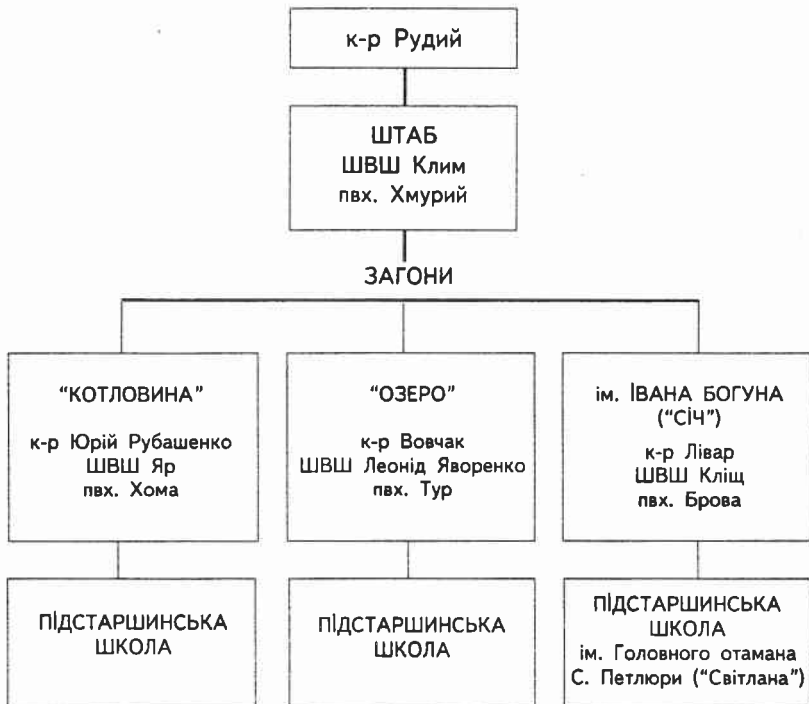 к-р Рудий
ШТАБ
ШВШ Клим
пвх. Хмурий
ЗАГОНИ
“КОТЛОВИНА”
к-р Юрій Рубашенко
ШВШ Яр
пвх. Хома
“ОЗЕРО”
к-р Вовчак
ШВШ Леонід Яворенко
пвх. Тур
ім. ІВАНА БОГУНА
(“СІЧ”)
к-р Лівар
ШВШ Кліщ
пвх. Брова
ПІДСТАРШИНСЬКА
ШКОЛА
ПІДСТАРШИНСЬКА
ШКОЛА
ПІДСТАРШИНСЬКА
ШКОЛА
ім. Головного отамана
С. Петлюри (“Світлана”)